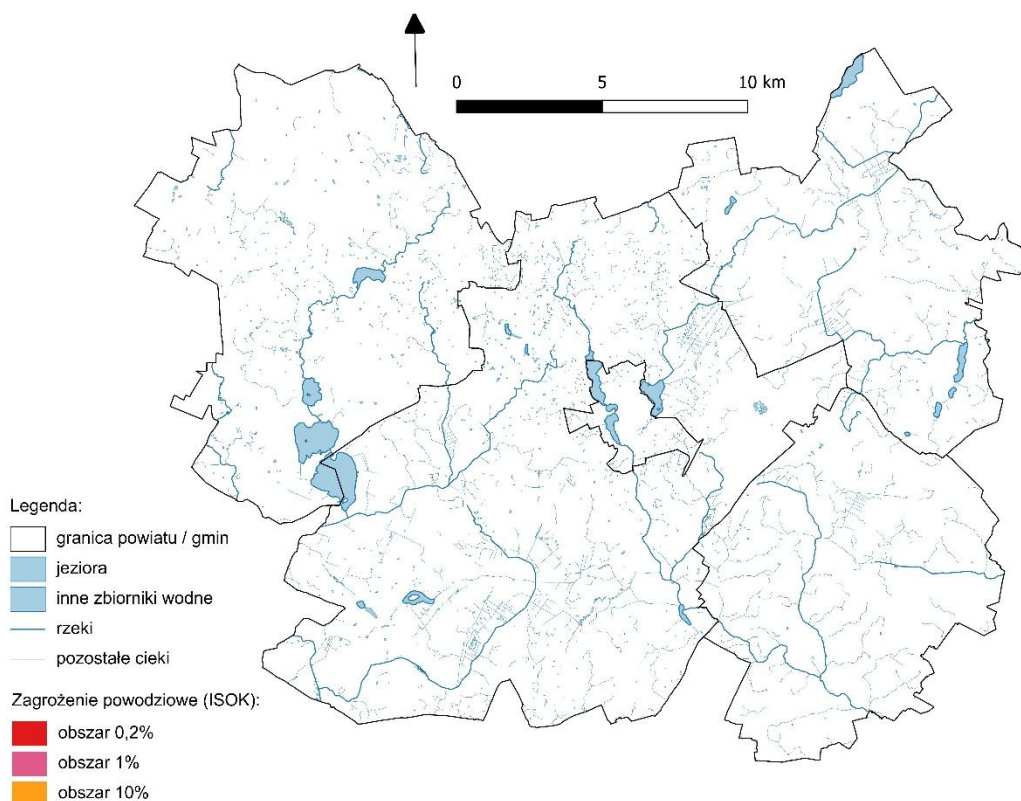 0 5 10 km
Legenda:
granica powiatu / gmin
jeziora
inne zbiorniki wodne
rzeki
pozostałe cieki
Zagrożenie powodziowe (ISOK):
obszar 0,2%
obszar 1%
obszar 10%